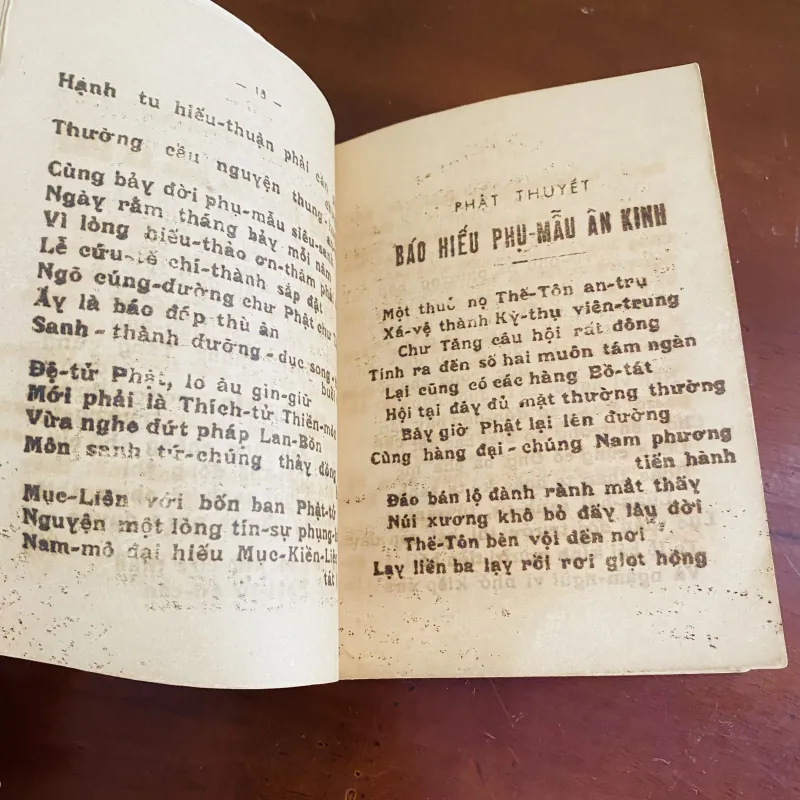 — 15 —
Hạnh tu hiếu-thuận phải
Thường cầu nguyện thung-
Cùng bảy đời phụ-mẫu siêu-sanh
Ngày rằm tháng bảy mỗi năm
Vì lòng hiếu-thảo ơn-thâm phải
Lễ cứu-tế chí-thành sắp đặt
Ngõ cúng-dường chư Phật chư
Ấy là báo đáp thù ân
Sanh-thành dưỡng-dục song-
Đệ-tử Phật, lo âu gìn-giữ
Mới phải là Thích-tử Thiền-môn
Vừa nghe dứt pháp Lan-Bồn
Môn sanh tứ-chúng thảy
Mục-Liên với bốn ban Phật-tử
Nguyện một lòng tín-sự phụng-
Nam-mô đại hiếu Mục-Kiền-Liên
tát
PHẬT THUYẾT
BÁO HIẾU PHỤ-MẪU ÂN KINH
Một thuở nọ Thế-Tôn an-trụ
Xá-vệ thành Kỳ-thụ viên-trung
Chư Tăng câu hội rất đông
Tính ra đến số hai muôn tám ngàn
Lại cũng có các hàng Bồ-tát
Hội tại đây đủ mặt thường thường
Bây giờ Phật lại lên đường
Cùng hàng đại-chúng Nam phương
tiến hành
Đáo bán lộ đành rành mắt thấy
Núi xương khô bỏ đấy lâu đời
Thế-Tôn bèn vội đến nơi
Lạy liền ba lạy rồi rơi giọt hồng